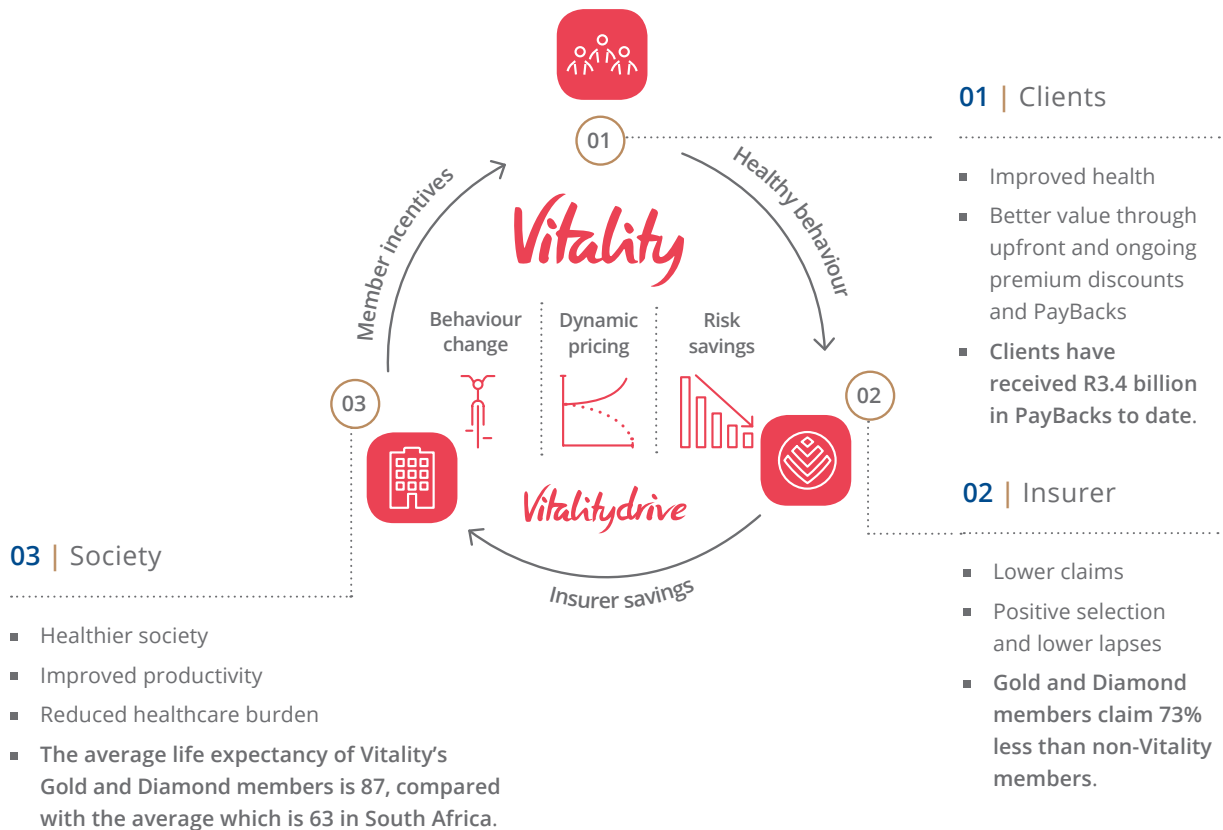 01
Member incentives
Healthy behaviour
Vitality
Behaviour
change
Dynamic
pricing
Risk
savings
03
02
Vitalitydrive
Insurer savings
01 | Clients
Improved health
Better value through
upfront and ongoing
premium discounts
and PayBacks
Clients have
received R3.4 billion
in PayBacks to date.
02 | Insurer
Lower claims
Positive selection
and lower lapses
Gold and Diamond
members claim 73%
less than non-Vitality
members.
03 | Society
Healthier society
Improved productivity
Reduced healthcare burden
The average life expectancy of Vitality’s
Gold and Diamond members is 87, compared
with the average which is 63 in South Africa.